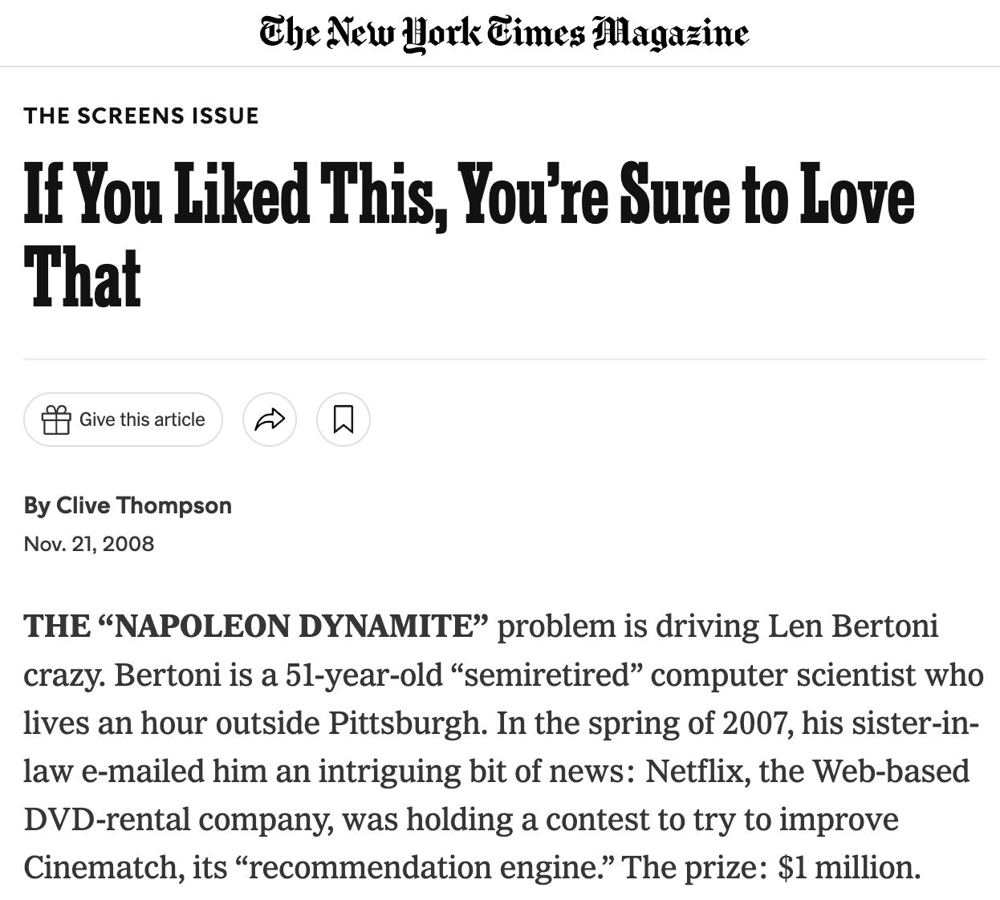 The New York Times Magazine
THE SCREENS ISSUE
If You Liked This, You’re Sure to Love
That
Give this article
By Clive Thompson
Nov. 21, 2008
THE “NAPOLEON DYNAMITE” problem is driving Len Bertoni
crazy. Bertoni is a 51-year-old “semiretired” computer scientist who
lives an hour outside Pittsburgh. In the spring of 2007, his sister-in-
law e-mailed him an intriguing bit of news: Netflix, the Web-based
DVD-rental company, was holding a contest to try to improve
Cinematch, its “recommendation engine.” The prize: $1 million.